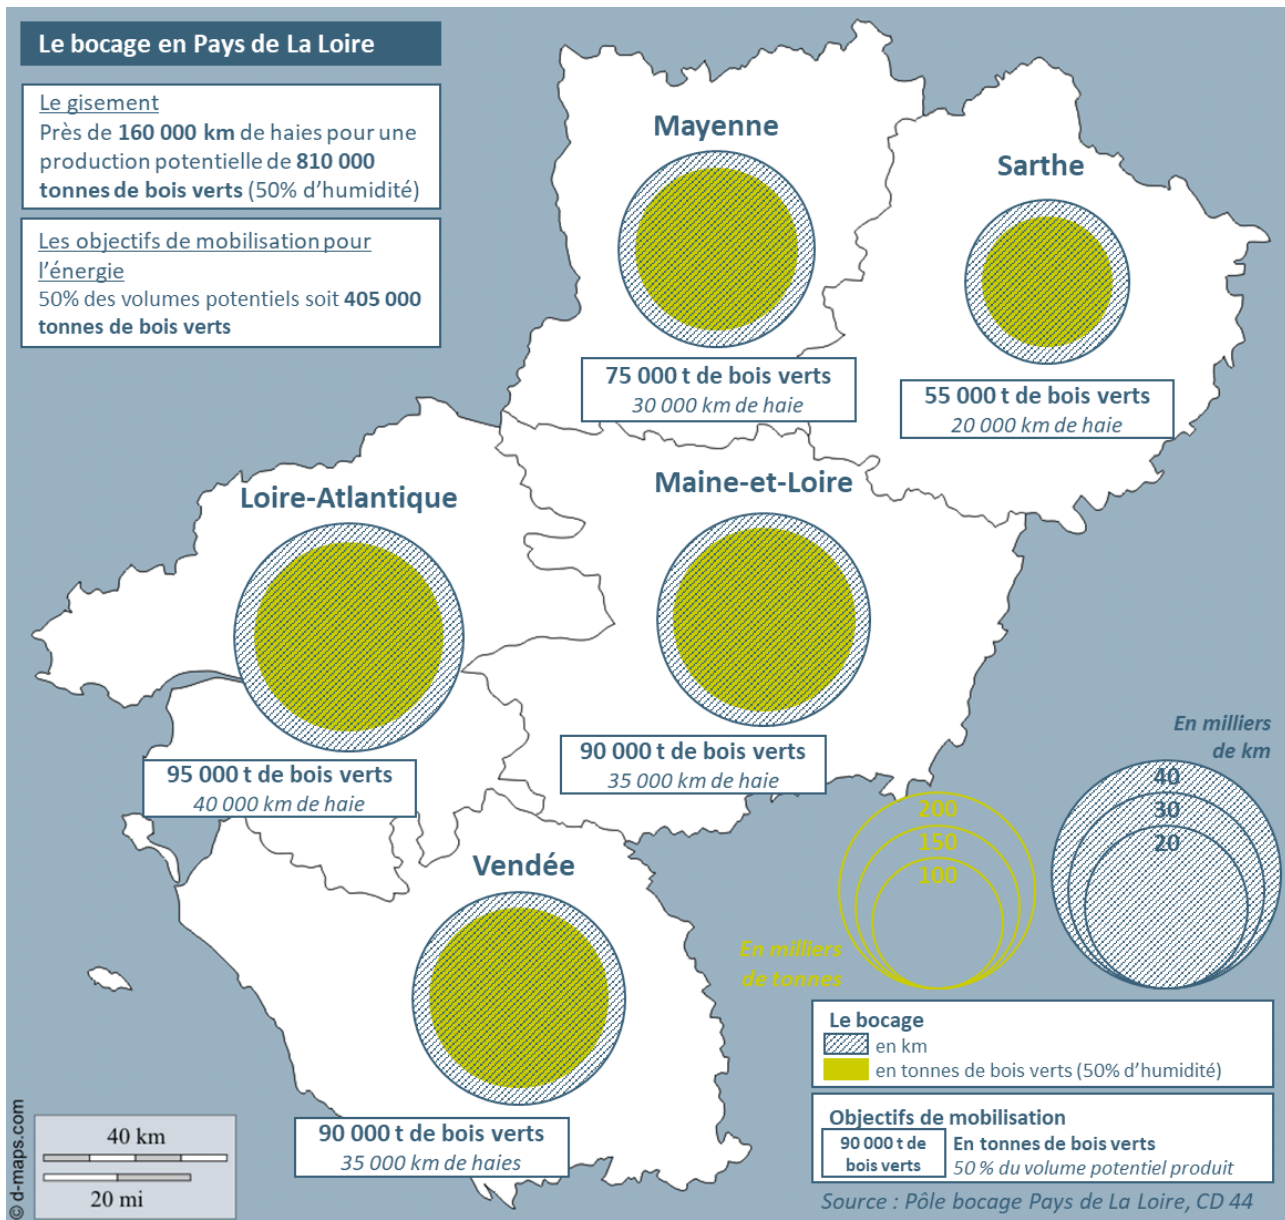 Le bocage en Pays de La Loire
Le gisement
Près de 160 000 km de haies pour une
production potentielle de 810 000
tonnes de bois verts (50% d'humidité)
Les objectifs de mobilisation pour
l'énergie
50% des volumes potentiels soit 405 000
tonnes de bois verts
Mayenne
75 000 t de bois verts
30 000 km de haie
Sarthe
55 000 t de bois verts
20 000 km de haie
Loire-Atlantique
95 000 t de bois verts
40 000 km de haie
Maine-et-Loire
90 000 t de bois verts
35 000 km de haie
Vendée
90 000 t de bois verts
35 000 km de haies
En milliers
de km
40
30
20
200
150
100
En milliers
de tonnes
Le bocage
en km
en tonnes de bois verts (50% d'humidité)
Objectifs de mobilisation
90 000 t de
bois verts
En tonnes de bois verts
50 % du volume potentiel produit
Source : Pôle bocage Pays de La Loire, CD 44
40 km
20 mi
© d-maps.com